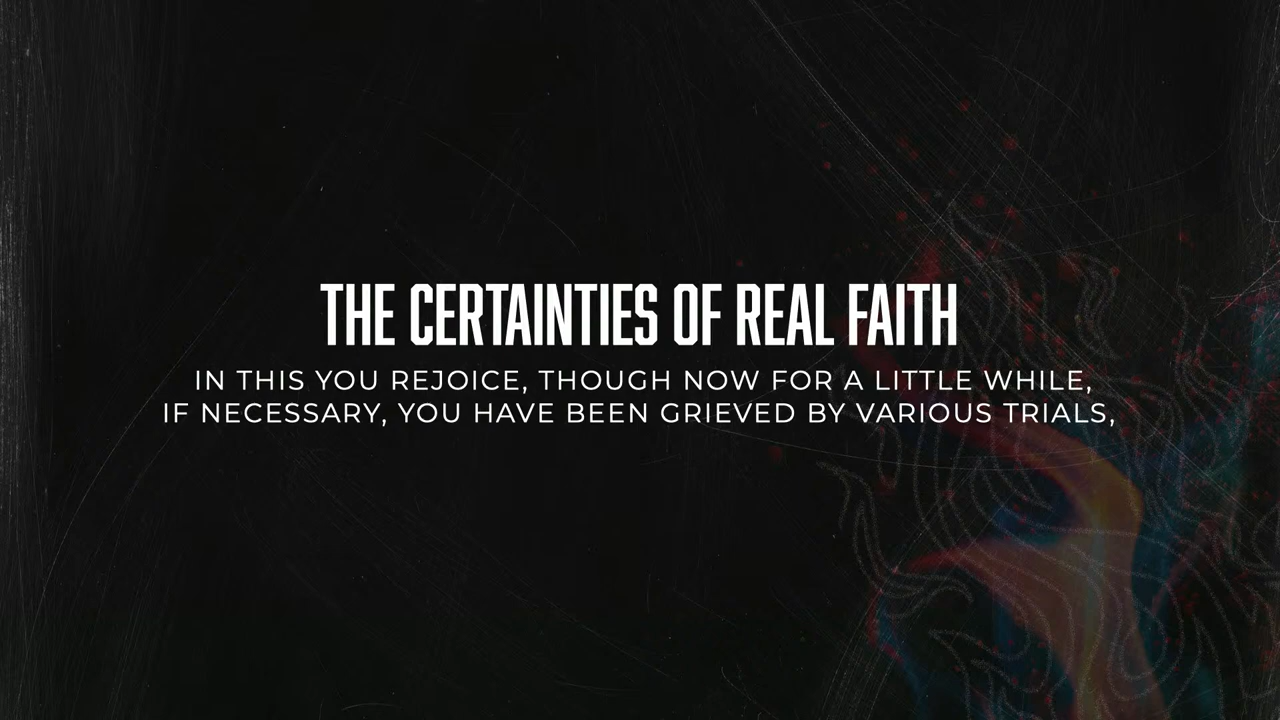 THE CERTAINTIES OF REAL FAITH
IN THIS YOU REJOICE, THOUGH NOW FOR A LITTLE WHILE,
IF NECESSARY, YOU HAVE BEEN GRIEVED BY VARIOUS TRIALS,